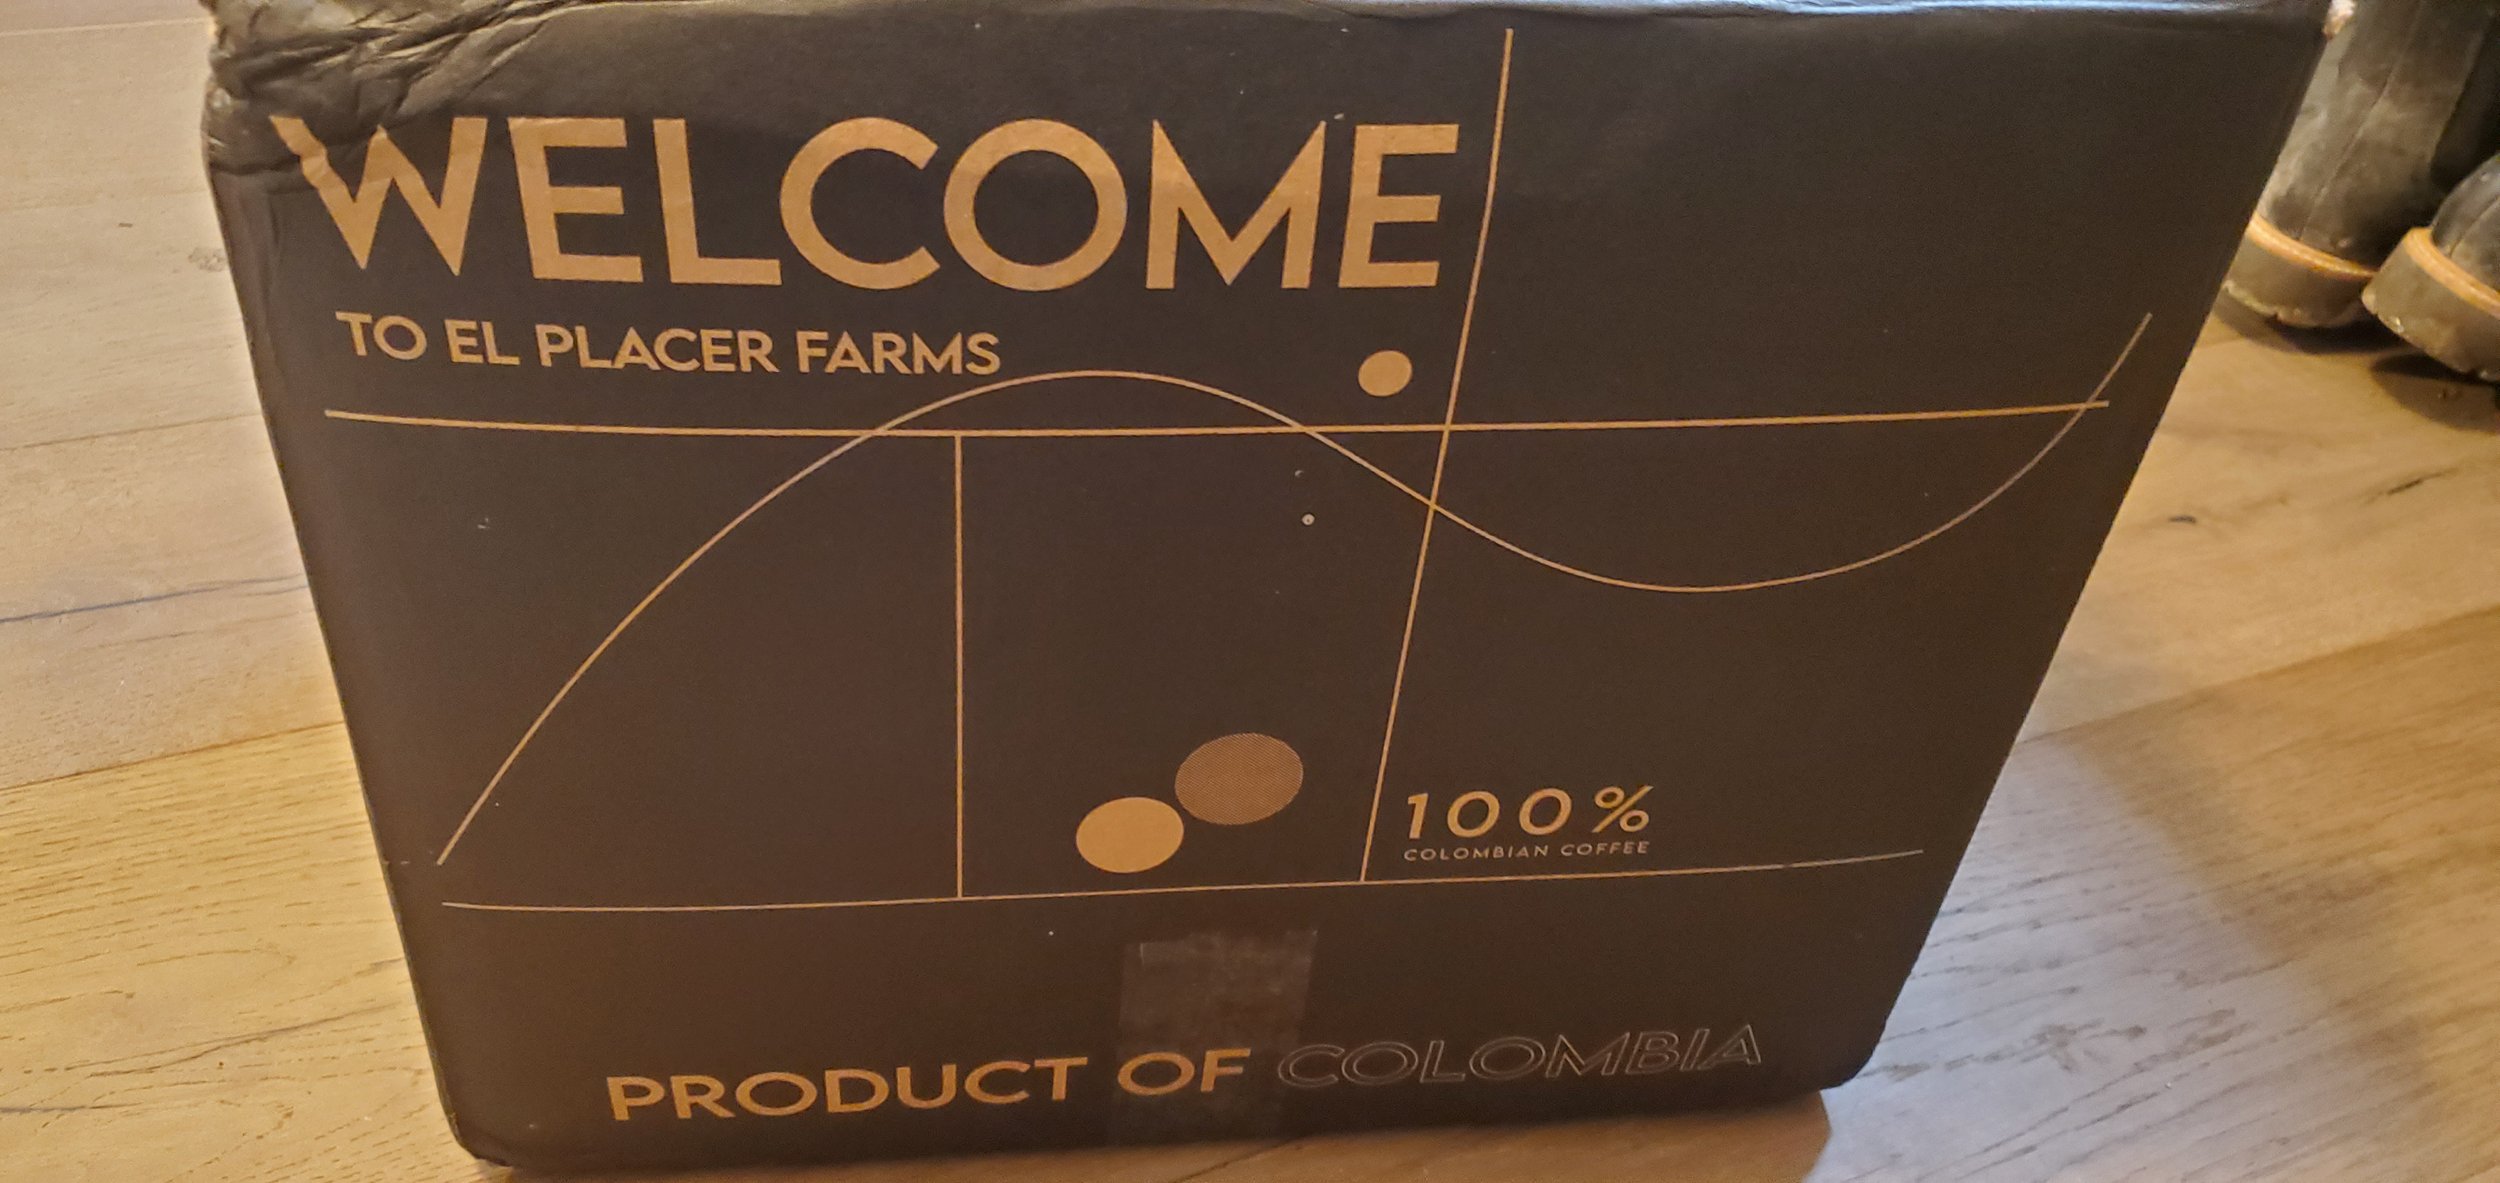 WELCOME
TO EL PLACER FARMS
100%
COLOMBIAN COFFEE
PRODUCT OF COLOMBIA